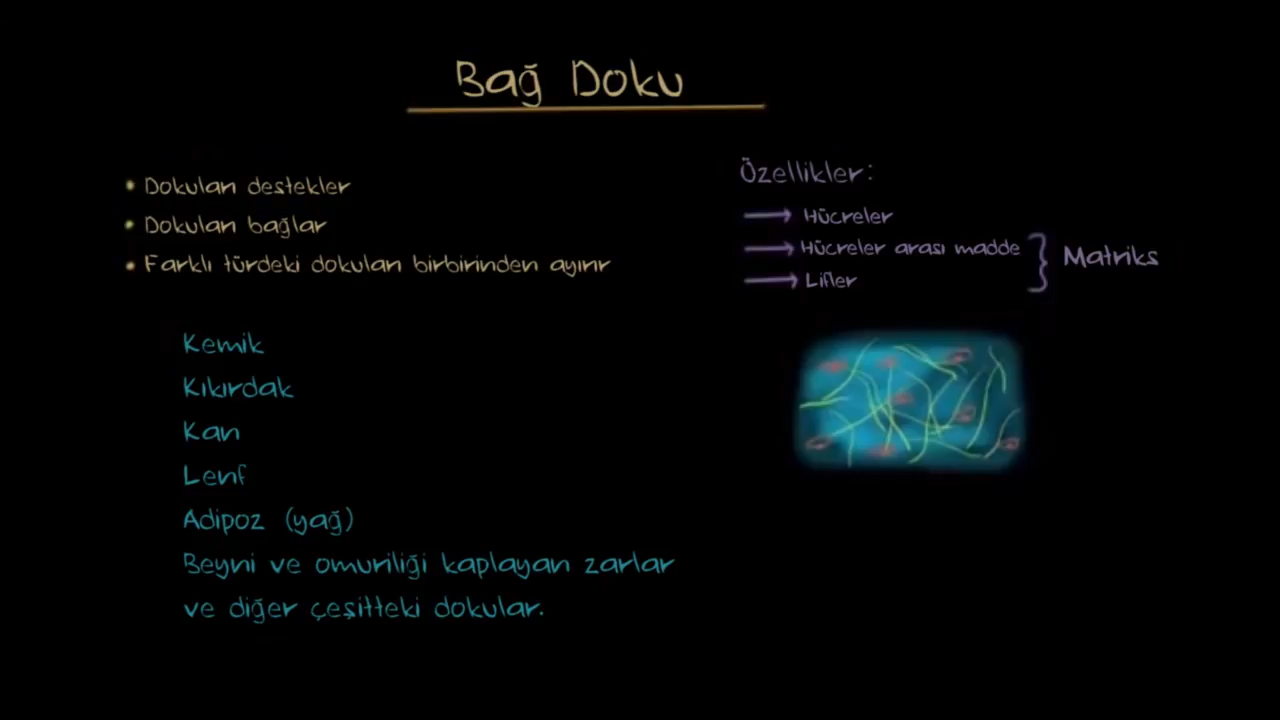 Bağ Doku
• Dokuları destekler
• Dokuları bağlar
• Farklı türdeki dokuları birbirinden ayırır
Özellikler:
Hücreler
Hücreler arası madde
Lifler
Matriks
Kemik
Kıkırdak
Kan
Lenf
Adipoz (yağ)
Beyni ve omuriliği kaplayan zarlar
ve diğer çeşitteki dokular.